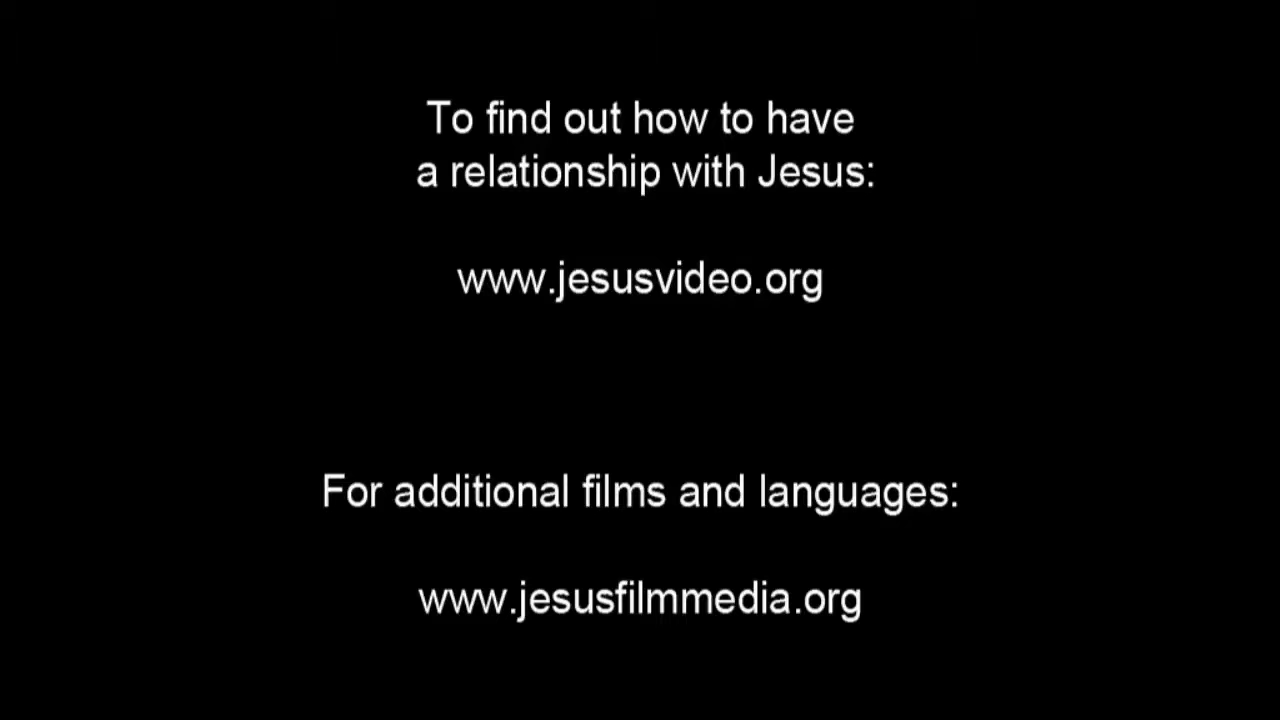 To find out how to have
a relationship with Jesus:
www.jesusvideo.org
For additional films and languages:
www.jesusfilmmedia.org